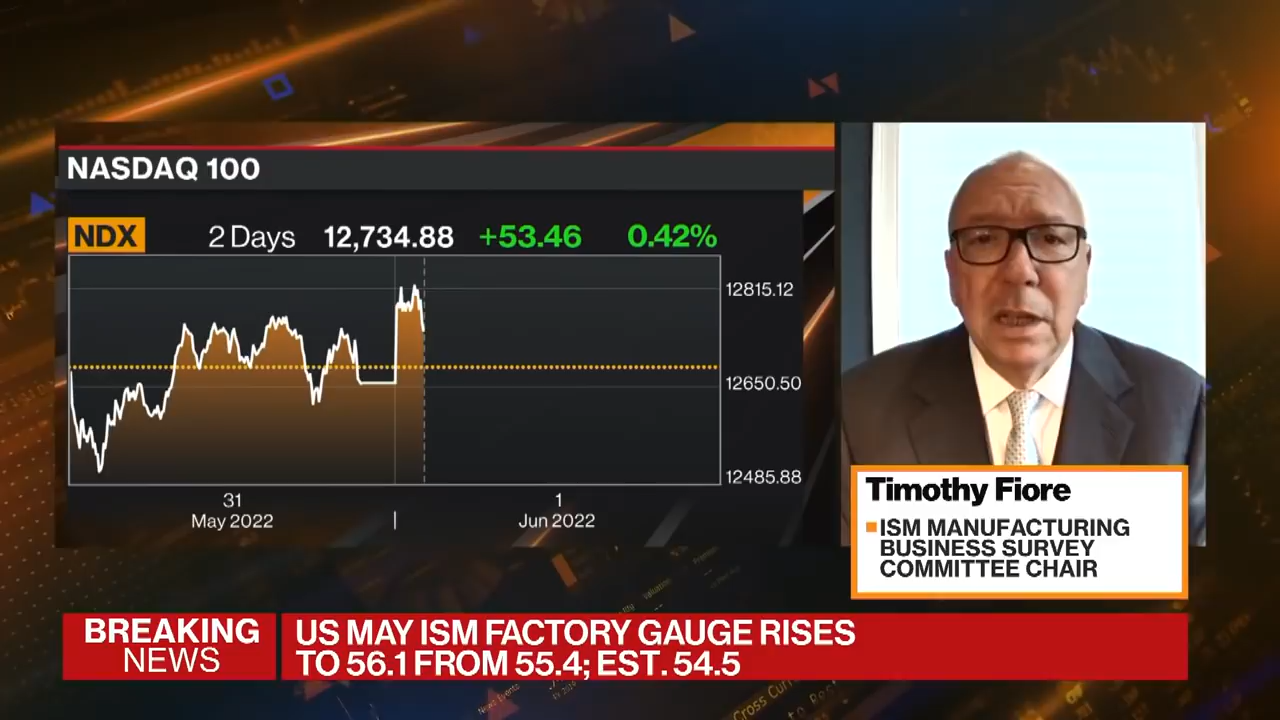 NASDAQ 100
NDX 2 Days 12,734.88 +53.46 0.42%
12815.12
12650.50
12485.88
31 1
May 2022 | Jun 2022
Timothy Fiore
ISM MANUFACTURING
BUSINESS SURVEY
COMMITTEE CHAIR
BREAKING
NEWS
US MAY ISM FACTORY GAUGE RISES
TO 56.1 FROM 55.4; EST. 54.5